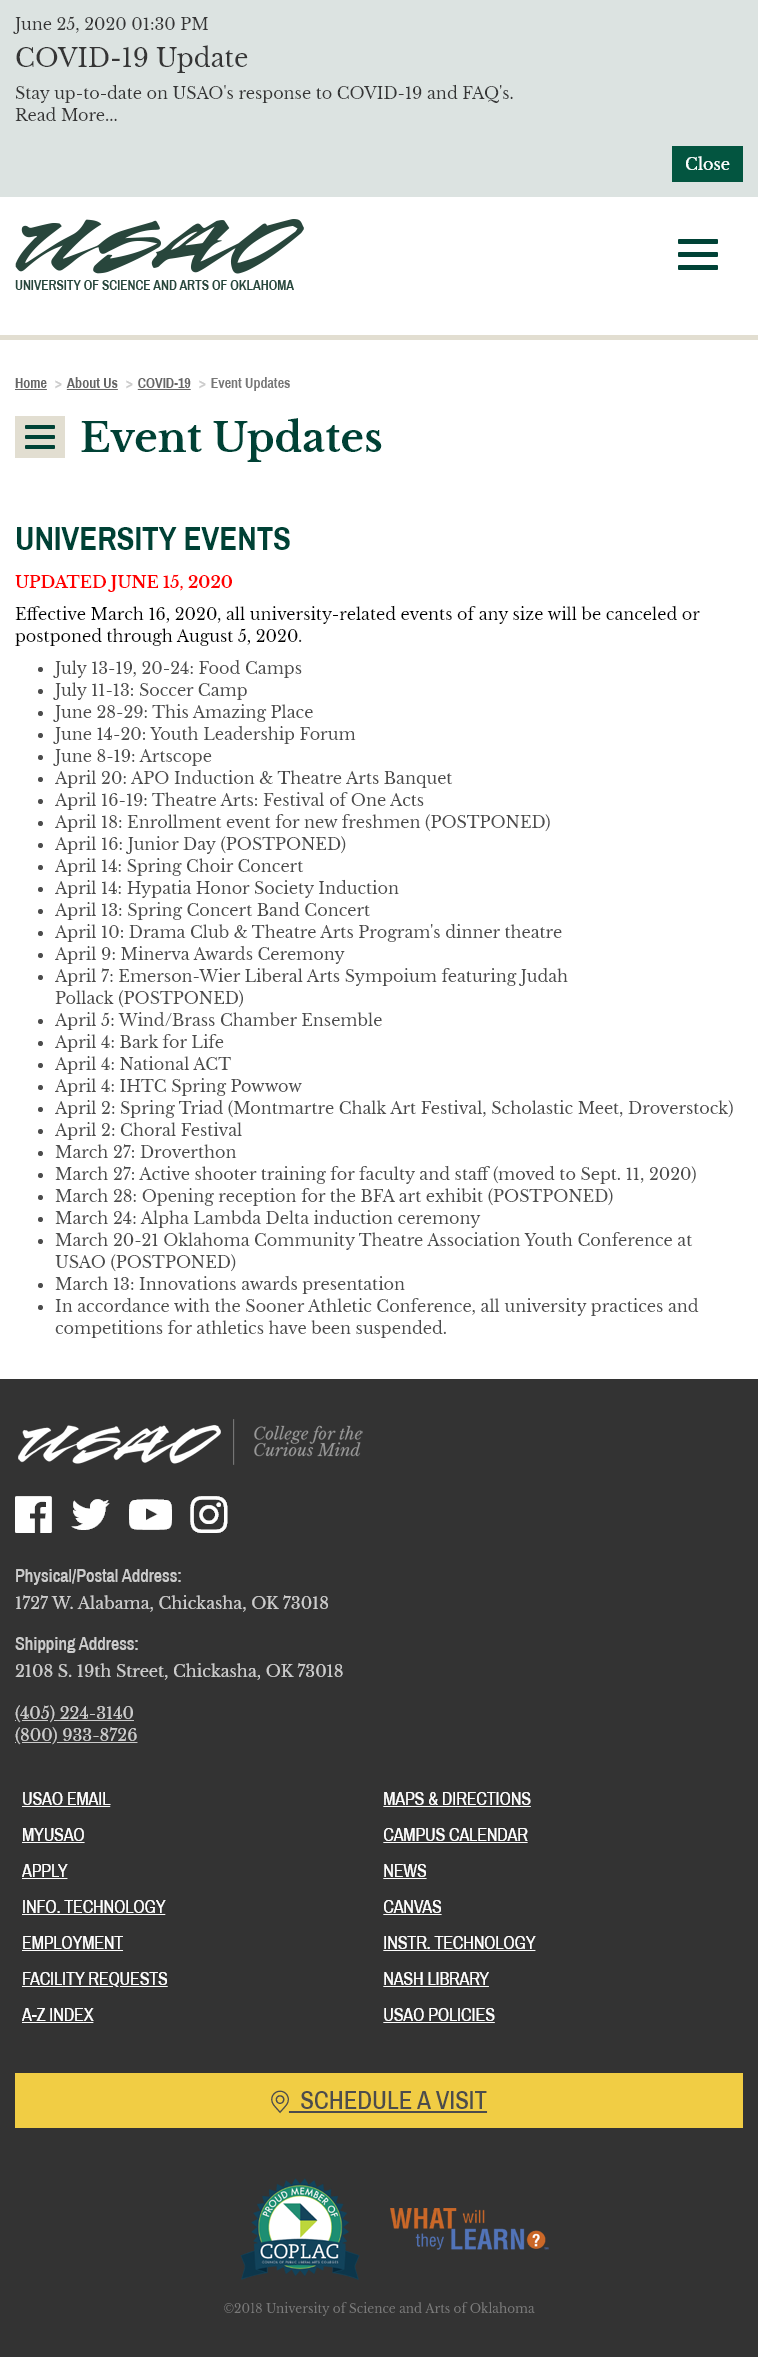 June 25, 2020 01:30 PM
COVID-19 Update
Stay up-to-date on USAO's response to COVID-19 and FAQ's.
Read More...
Close
USAO
UNIVERSITY OF SCIENCE AND ARTS OF OKLAHOMA
Home > About Us > COVID-19 > Event Updates
Event Updates
UNIVERSITY EVENTS
UPDATED JUNE 15, 2020
Effective March 16, 2020, all university-related events of any size will be canceled or
postponed through August 5, 2020.
• July 13-19, 20-24: Food Camps
• July 11-13: Soccer Camp
• June 28-29: This Amazing Place
• June 14-20: Youth Leadership Forum
• June 8-19: Artscope
• April 20: APO Induction & Theatre Arts Banquet
• April 16-19: Theatre Arts: Festival of One Acts
• April 18: Enrollment event for new freshmen (POSTPONED)
• April 16: Junior Day (POSTPONED)
• April 14: Spring Choir Concert
• April 14: Hypatia Honor Society Induction
• April 13: Spring Concert Band Concert
• April 10: Drama Club & Theatre Arts Program's dinner theatre
• April 9: Minerva Awards Ceremony
• April 7: Emerson-Wier Liberal Arts Sympoium featuring Judah
Pollack (POSTPONED)
• April 5: Wind/Brass Chamber Ensemble
• April 4: Bark for Life
• April 4: National ACT
• April 4: IHTC Spring Powwow
• April 2: Spring Triad (Montmartre Chalk Art Festival, Scholastic Meet, Droverstock)
• April 2: Choral Festival
• March 27: Droverthon
• March 27: Active shooter training for faculty and staff (moved to Sept. 11, 2020)
• March 28: Opening reception for the BFA art exhibit (POSTPONED)
• March 24: Alpha Lambda Delta induction ceremony
• March 20-21 Oklahoma Community Theatre Association Youth Conference at
USAO (POSTPONED)
• March 13: Innovations awards presentation
• In accordance with the Sooner Athletic Conference, all university practices and
competitions for athletics have been suspended.
USAO
College for the
Curious Mind
Physical/Postal Address:
1727 W. Alabama, Chickasha, OK 73018
Shipping Address:
2108 S. 19th Street, Chickasha, OK 73018
(405) 224-3140
(800) 933-8726
USAO EMAIL
MYUSAO
APPLY
INFO. TECHNOLOGY
EMPLOYMENT
FACILITY REQUESTS
A-Z INDEX
MAPS & DIRECTIONS
CAMPUS CALENDAR
NEWS
CANVAS
INSTR. TECHNOLOGY
NASH LIBRARY
USAO POLICIES
SCHEDULE A VISIT
PROUD MEMBER OF
COPLAC
COUNCIL OF PUBLIC LIBERAL ARTS COLLEGES
WHAT will
they LEARN?
©2018 University of Science and Arts of Oklahoma